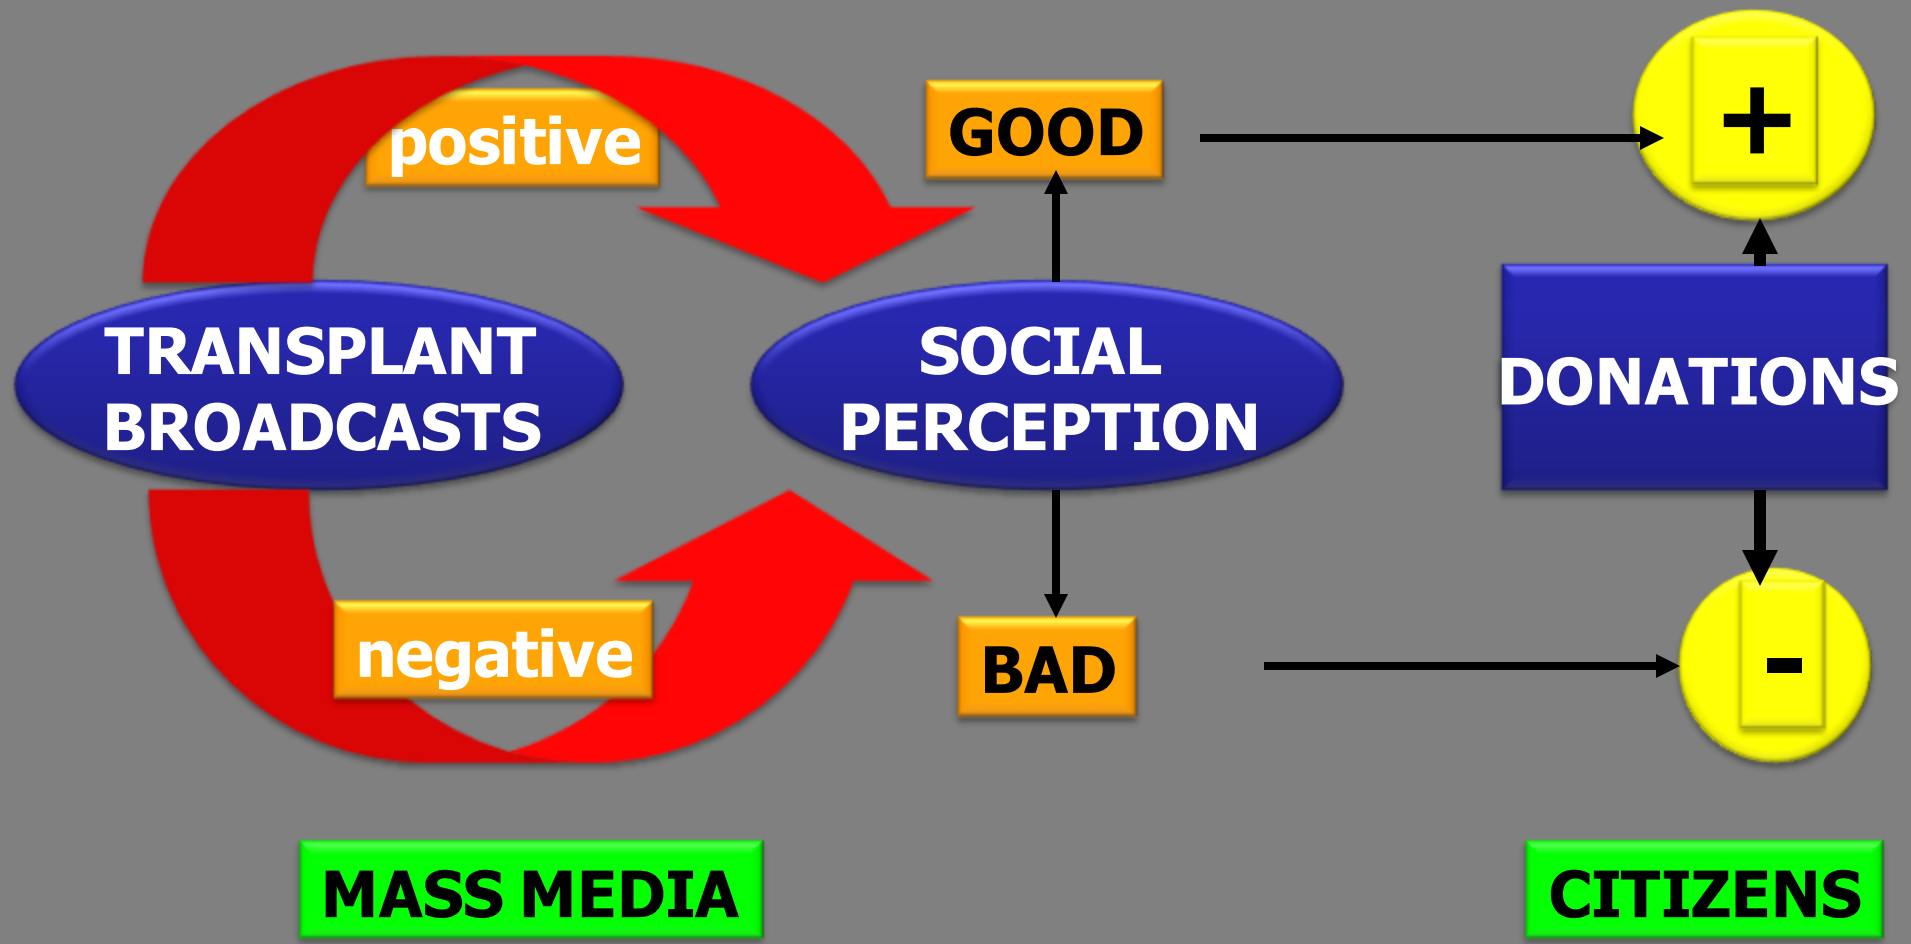 positive
GOOD
+
TRANSPLANT
BROADCASTS
SOCIAL
PERCEPTION
DONATIONS
negative
BAD
-
MASS MEDIA
CITIZENS